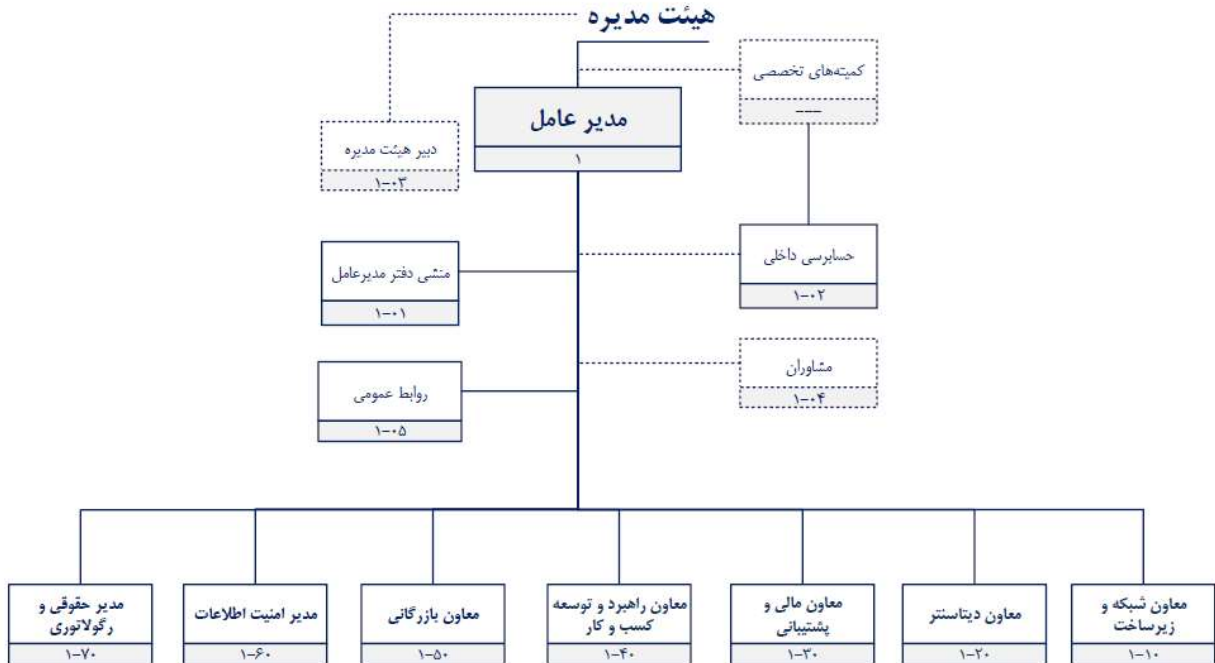 هیئت مدیره
کمیته‌های تخصصی
---
مدیر عامل
۱
دبیر هیئت مدیره
۱-۰۳
حسابرسی داخلی
۱-۰۲
منشی دفتر مدیرعامل
۱-۰۱
مشاوران
۱-۰۴
روابط عمومی
۱-۰۵
معاون شبکه و
زیرساخت
۱-۱۰
معاون دیتاسنتر
۱-۲۰
معاون مالی و
پشتیبانی
۱-۳۰
معاون راهبرد و توسعه
کسب و کار
۱-۴۰
معاون بازرگانی
۱-۵۰
مدیر امنیت اطلاعات
۱-۶۰
مدیر حقوقی و
رگولاتوری
۱-۷۰